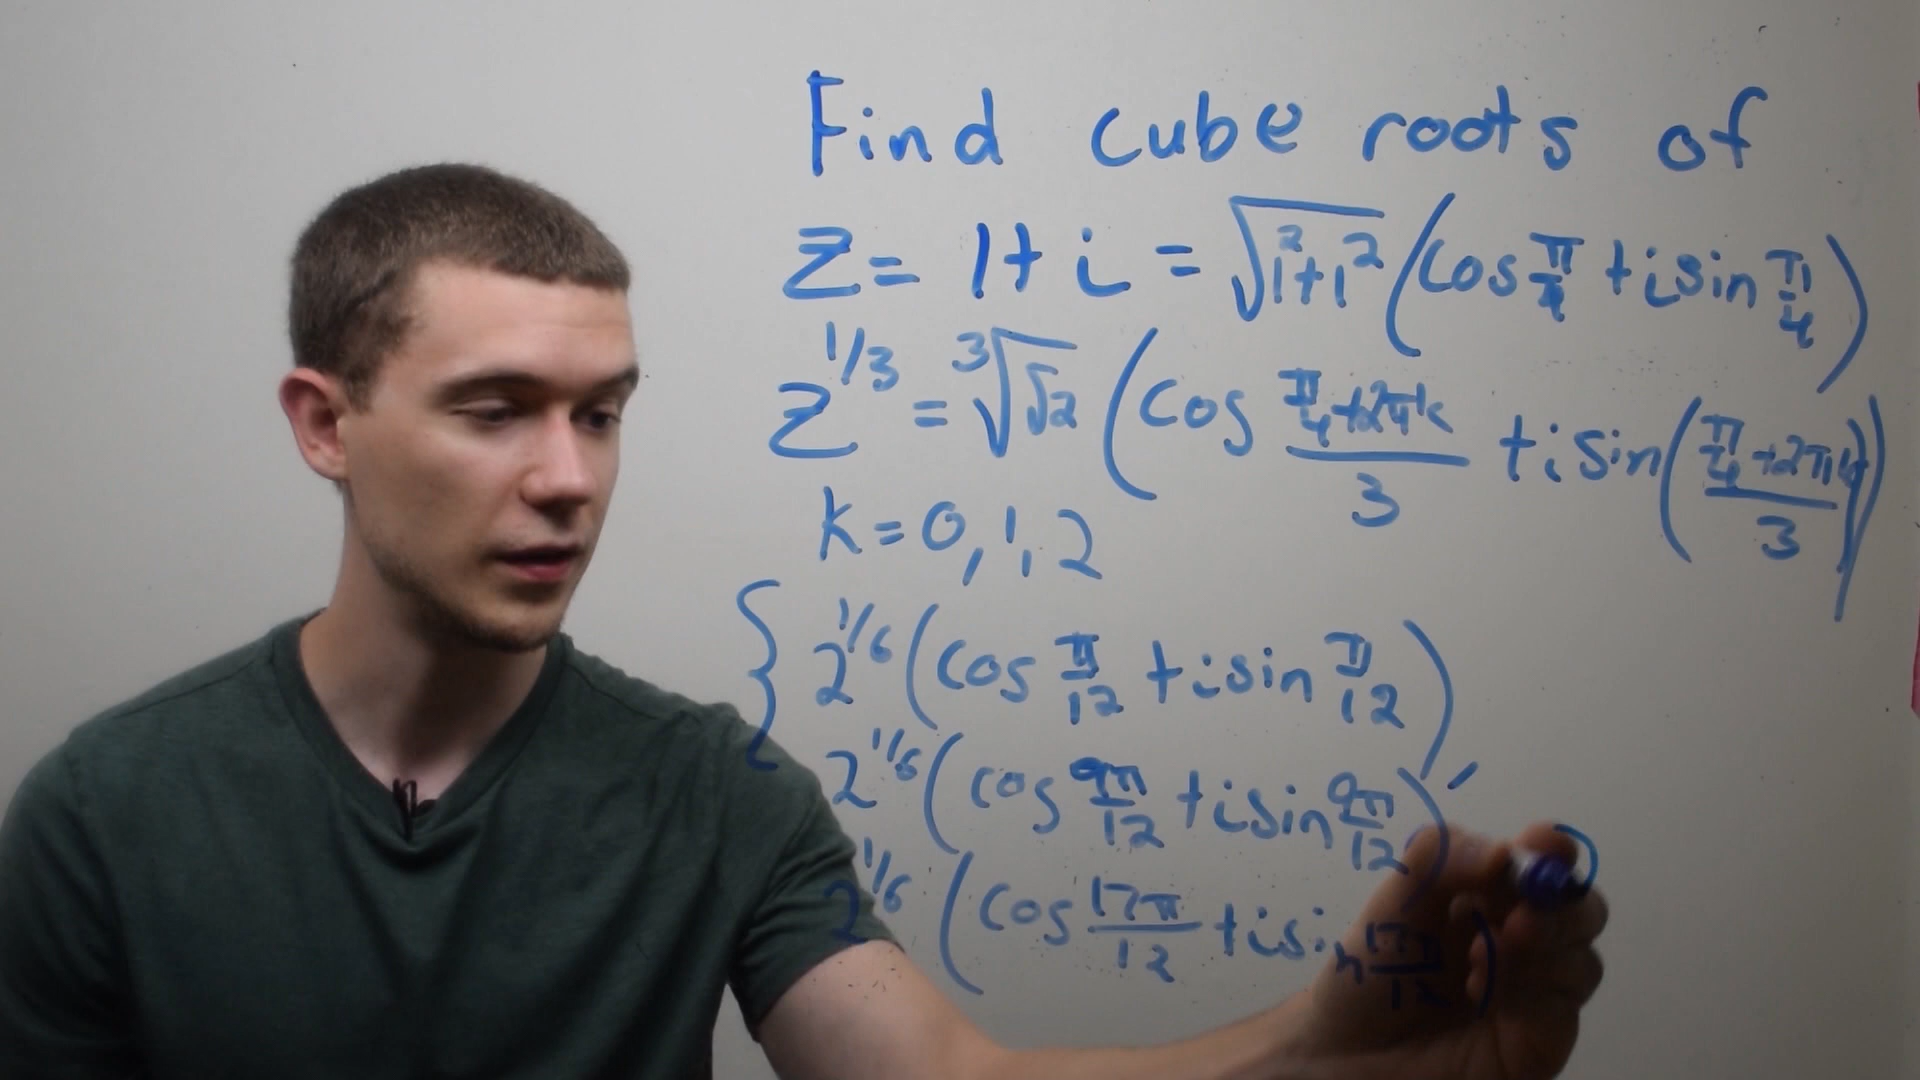 Find cube roots of
z = 1 + i = √(1² + 1²) (cos π/4 + i sin π/4)
z^(1/3) = ³√(√2) (cos (π/4 + 2πk)/3 + i sin((π/4 + 2πk)/3))
k = 0, 1, 2
{ 2^(1/6) (cos π/12 + i sin π/12),
2^(1/6) (cos 9π/12 + i sin 9π/12)
2^(1/6) (cos 17π/12 + i sin 17π/12) }